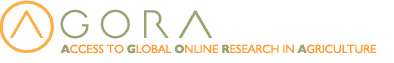 AGORA
ACCESS TO GLOBAL ONLINE RESEARCH IN AGRICULTURE